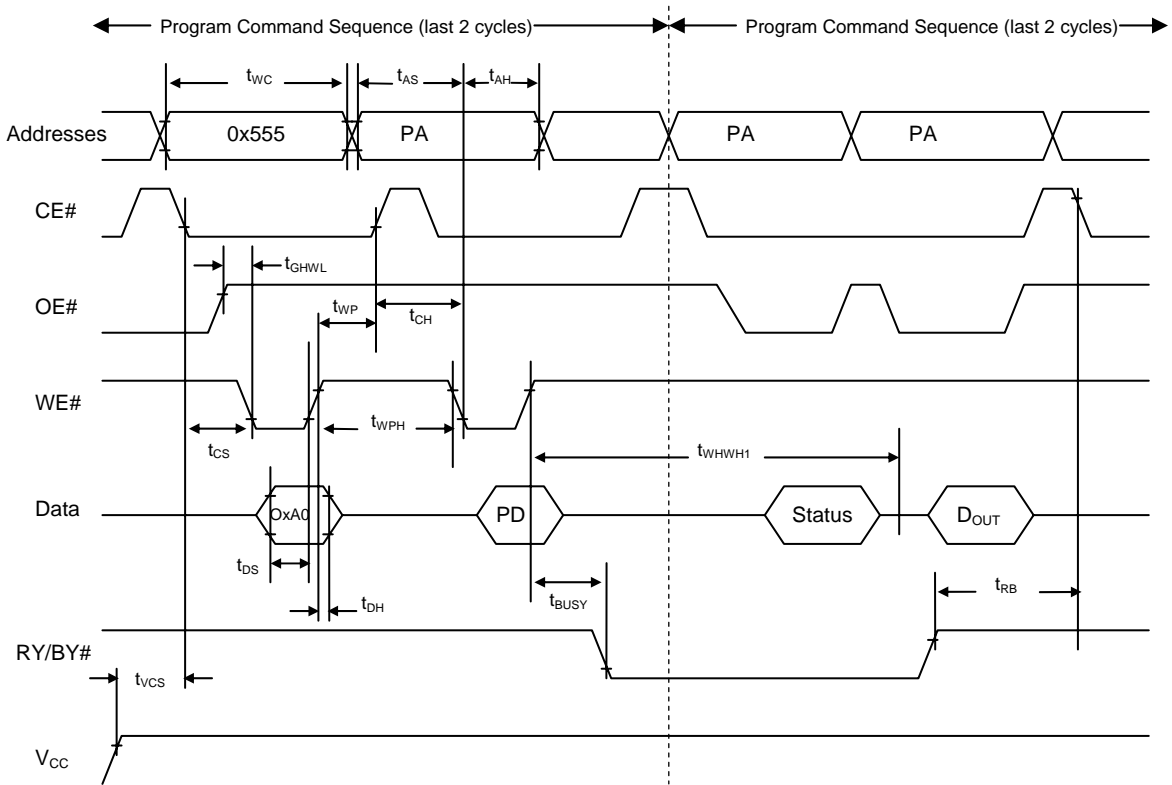 Program Command Sequence (last 2 cycles)
Program Command Sequence (last 2 cycles)
tWC
tAS
tAH
Addresses
0x555
PA
PA
PA
CE#
tGHWL
OE#
tWP
tCH
WE#
tCS
tWPH
tWHWH1
Data
OxA0
PD
Status
DOUT
tDS
tDH
tBUSY
tRB
RY/BY#
tVCS
VCC